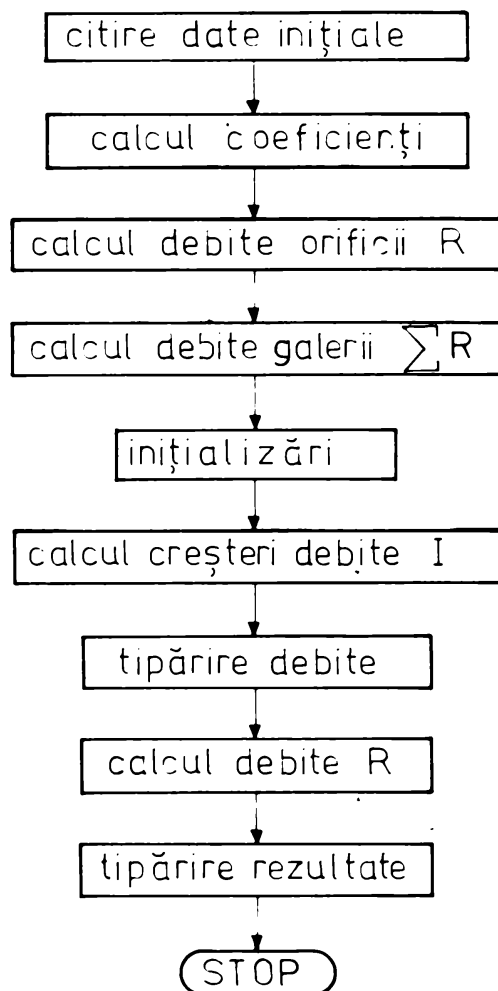 citire date inițiale
calcul coeficienți
calcul debite orificii R
calcul debite galerii ∑ R
inițializări
calcul creșteri debite I
tipărire debite
calcul debite R
tipărire rezultate
STOP